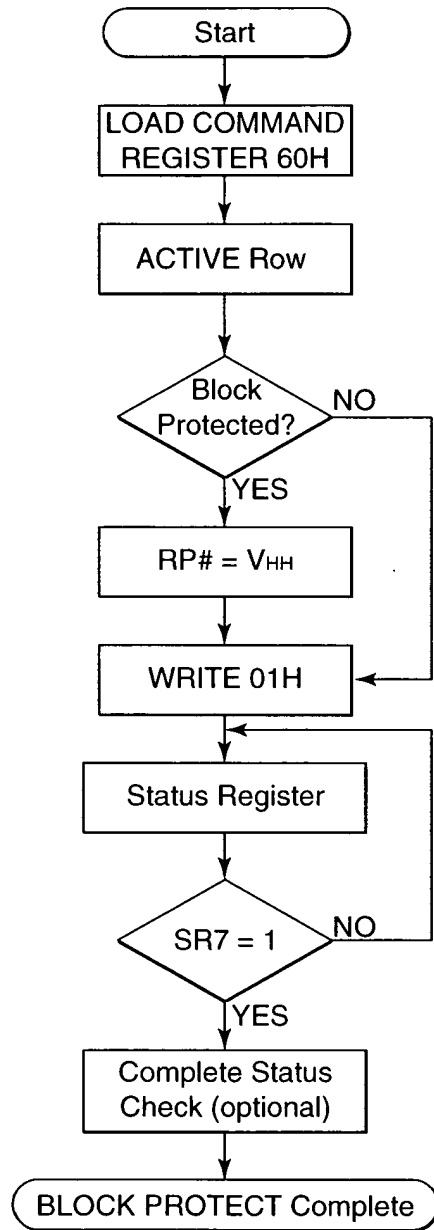 Start
LOAD COMMAND
REGISTER 60H
ACTIVE Row
Block
Protected?
NO
YES
RP# = VHH
WRITE 01H
Status Register
SR7 = 1
NO
YES
Complete Status
Check (optional)
BLOCK PROTECT Complete